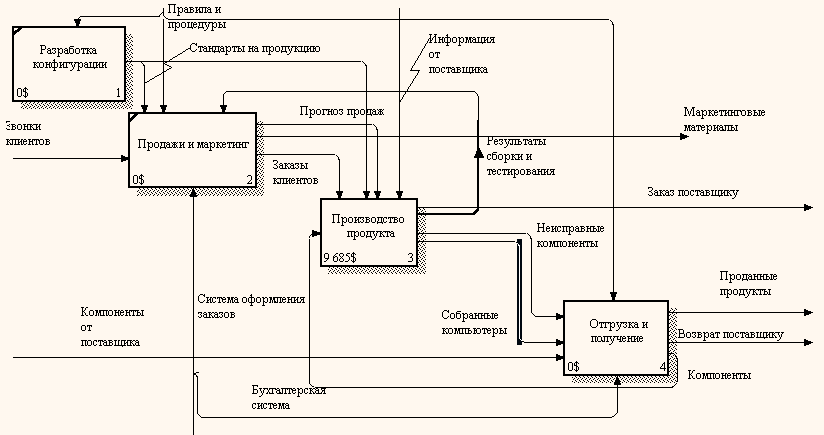 Правила и
процедуры
Стандарты на продукцию
Информация
от
поставщика
Разработка
конфигурации
0$ 1
Прогноз продаж
Маркетинговые
материалы
Звонки
клиентов
Продажи и маркетинг
0$ 2
Результаты
сборки и
тестирования
Заказы
клиентов
Заказ поставщику
Производство
продукта
9 685$ 3
Неисправные
компоненты
Проданные
продукты
Система оформления
заказов
Компоненты
от
поставщика
Собранные
компьютеры
Отгрузка и
получение
0$ 4
Возврат поставщику
Компоненты
Бухгалтерская
система